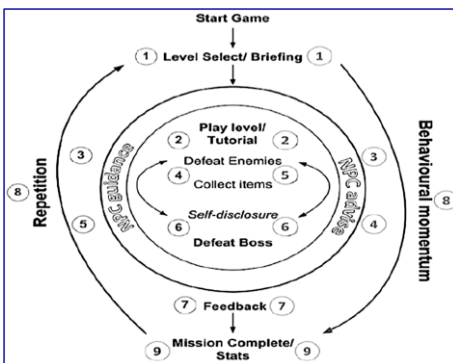 Start Game
1 Level Select/ Briefing 1
Play level/
2 Tutorial 2
3 3
Defeat Enemies
4 5
Collect items
NPC guidance
NPC advice
8 Repetition
Behavioural momentum 8
5 4
Self-disclosure
6 6
Defeat Boss
7 Feedback 7
Mission Complete/
9 Stats 9